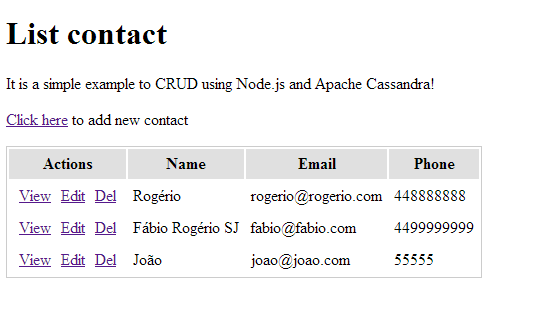 List contact
It is a simple example to CRUD using Node.js and Apache Cassandra!
Click here to add new contact
Actions Name Email Phone
View Edit Del Rogério rogerio@rogerio.com 448888888
View Edit Del Fábio Rogério SJ fabio@fabio.com 4499999999
View Edit Del João joao@joao.com 55555